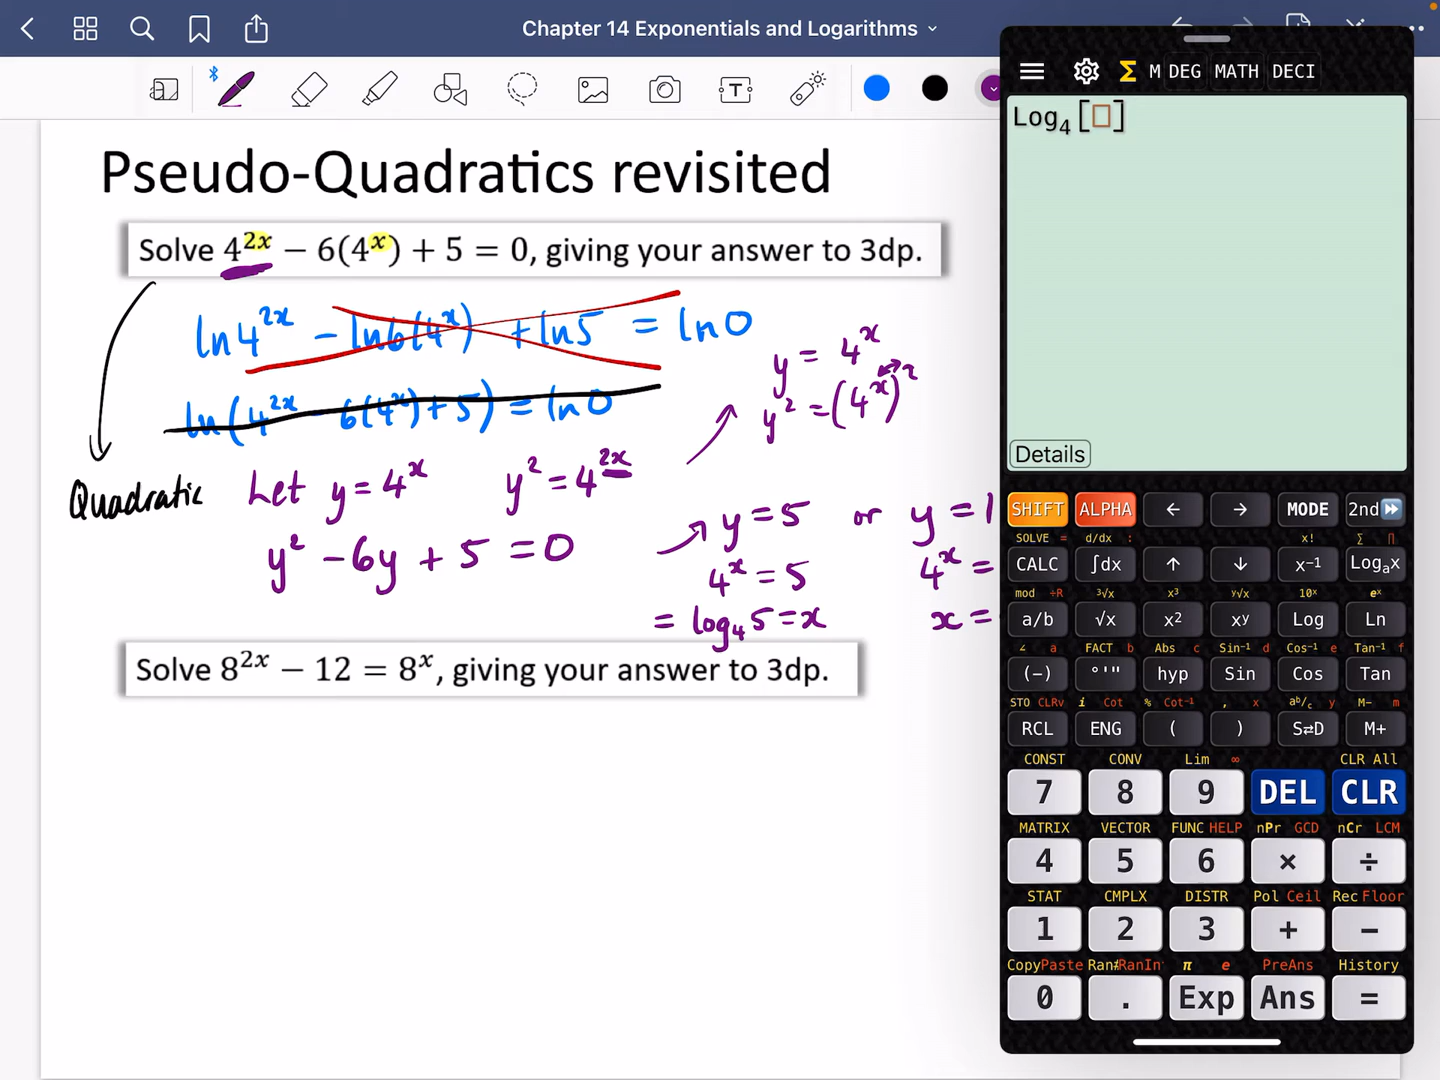 Chapter 14 Exponentials and Logarithms
Pseudo-Quadratics revisited
Solve 4^{2x} − 6(4^x) + 5 = 0, giving your answer to 3dp.
ln4^{2x} − ln6(4^x) + ln5 = ln0
ln(4^{2x} − 6(4^x) + 5) = ln0
y = 4^x
y² = (4^x)²
Quadratic Let y = 4^x y² = 4^{2x}
y² − 6y + 5 = 0
y = 5 or y = 1
4^x = 5 4^x =
= log₄5 = x x =
Solve 8^{2x} − 12 = 8^x, giving your answer to 3dp.
Σ M DEG MATH DECI
Log₄[]
Details
SHIFT ALPHA ← → MODE 2nd
SOLVE = d/dx : x! Σ Π
CALC ∫dx ↑ ↓ x⁻¹ Logₐx
mod ÷R ³√x x³ ʸ√x 10ˣ eˣ
a/b √x x² xʸ Log Ln
∠ a FACT b Abs c Sin⁻¹ d Cos⁻¹ e Tan⁻¹ f
(−) °'" hyp Sin Cos Tan
STO CLRv i Cot % Cot⁻¹ , x aᵇ/c y M− m
RCL ENG ( ) S⇄D M+
CONST CONV Lim ∞ CLR All
7 8 9 DEL CLR
MATRIX VECTOR FUNC HELP nPr GCD nCr LCM
4 5 6 × ÷
STAT CMPLX DISTR Pol Ceil Rec Floor
1 2 3 + −
Copy Paste Ran# RanIn π e PreAns History
0 . Exp Ans =